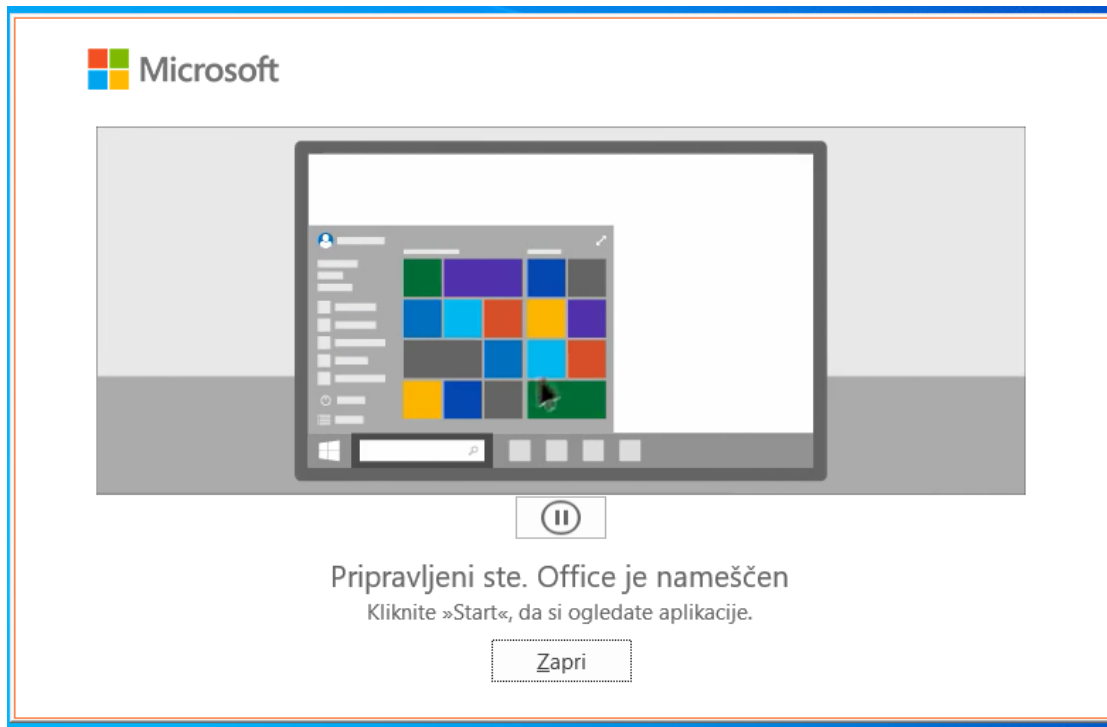 Microsoft
Pripravljeni ste. Office je nameščen
Kliknite »Start«, da si ogledate aplikacije.
Zapri